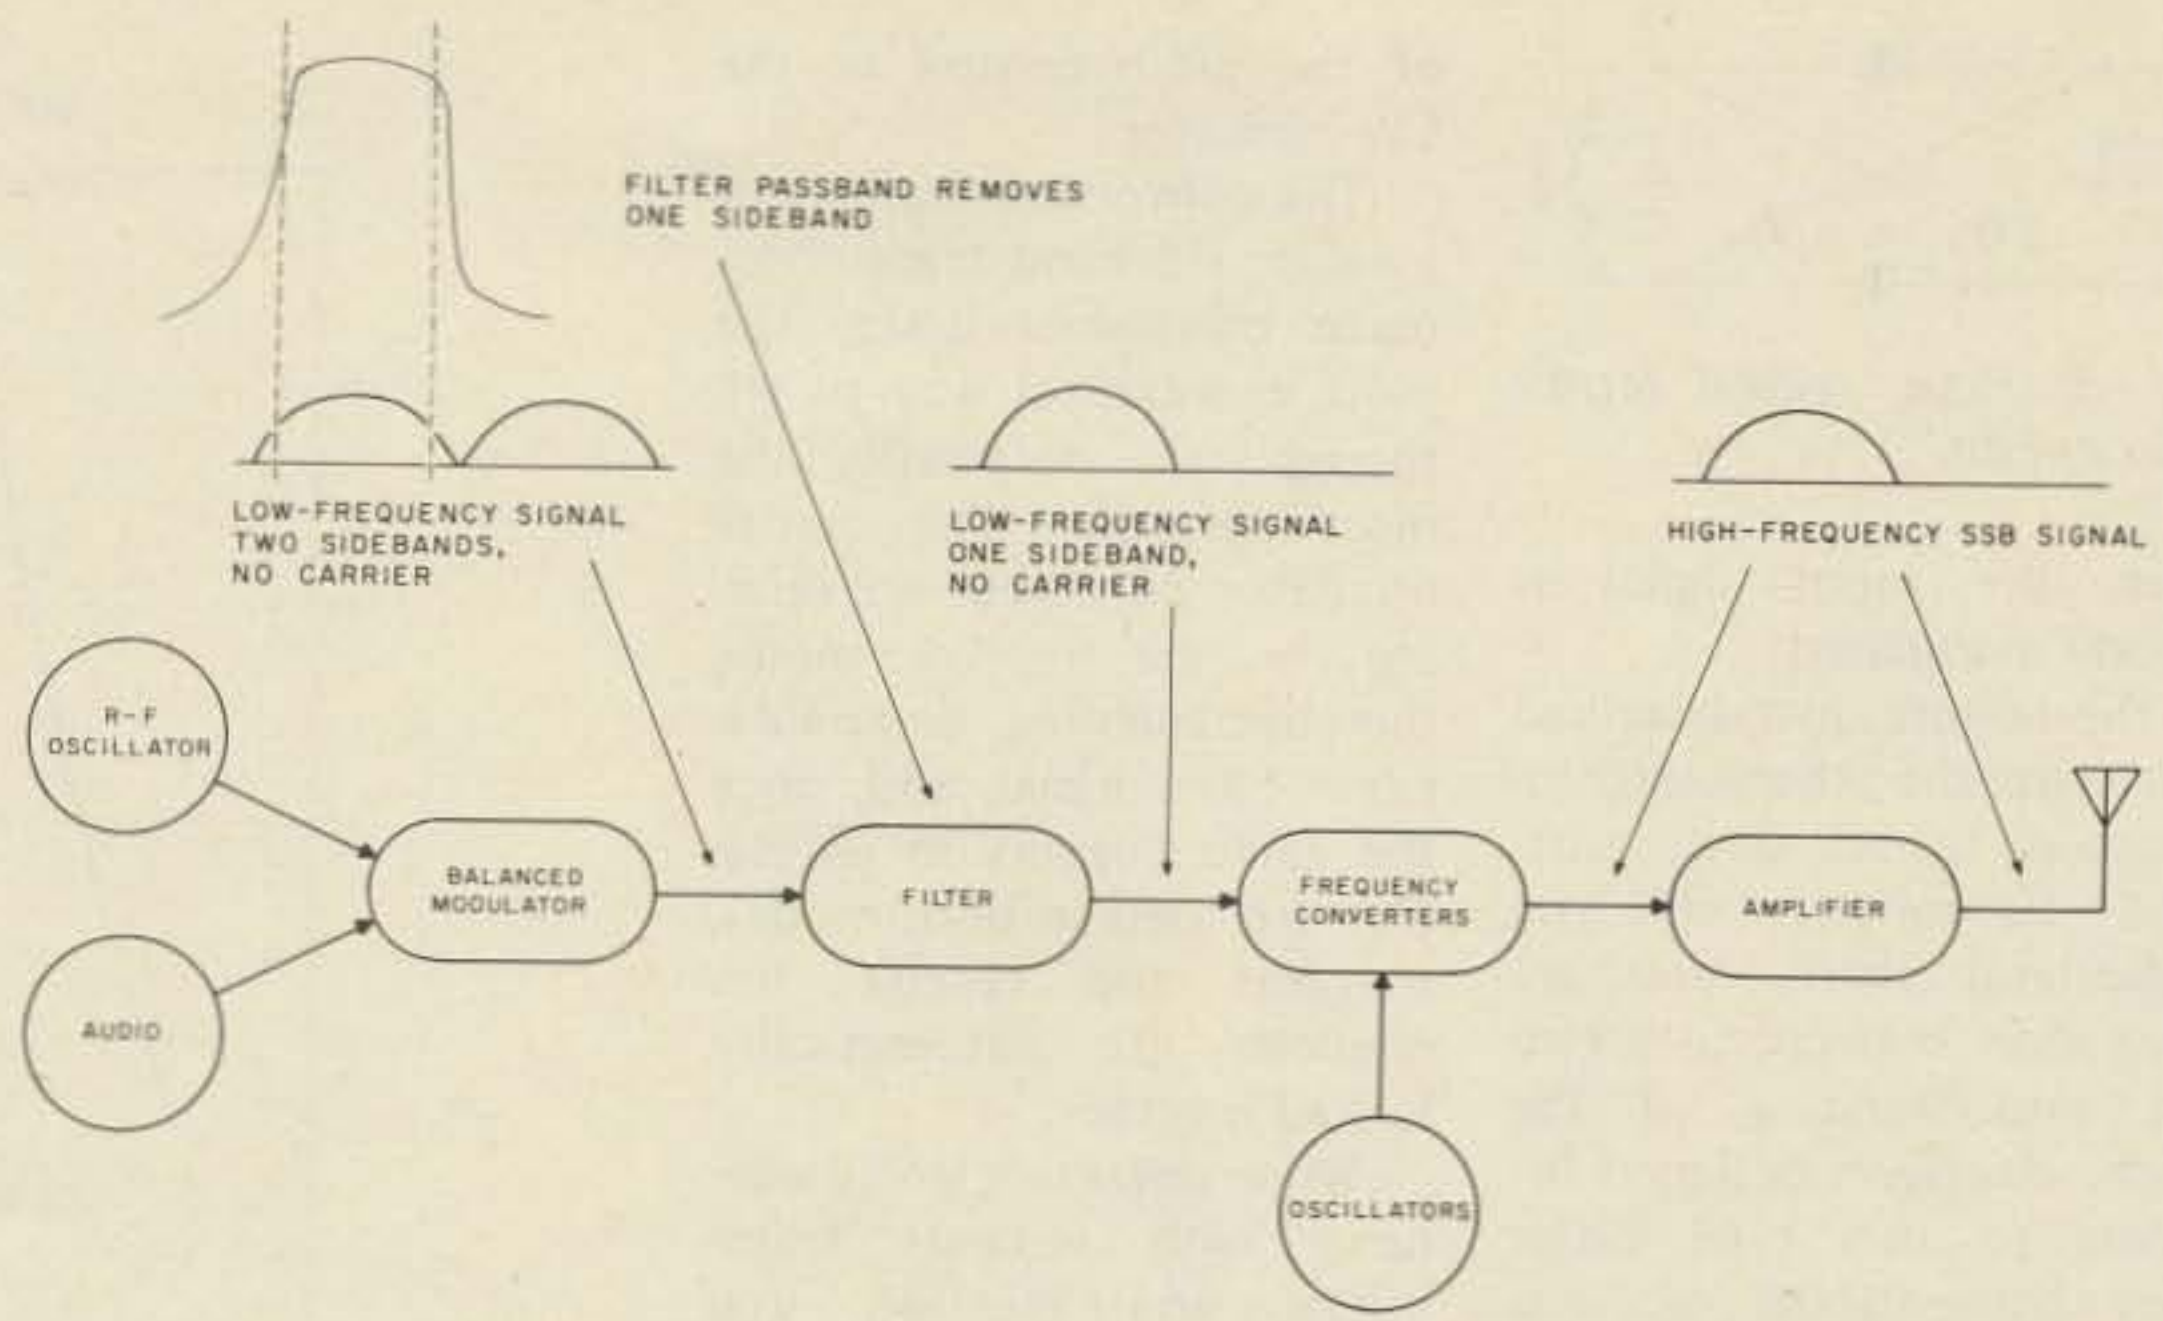 FILTER PASSBAND REMOVES
ONE SIDEBAND
LOW-FREQUENCY SIGNAL
TWO SIDEBANDS,
NO CARRIER
LOW-FREQUENCY SIGNAL
ONE SIDEBAND,
NO CARRIER
HIGH-FREQUENCY SSB SIGNAL
R-F
OSCILLATOR
BALANCED
MODULATOR
FILTER
FREQUENCY
CONVERTERS
AMPLIFIER
AUDIO
OSCILLATORS